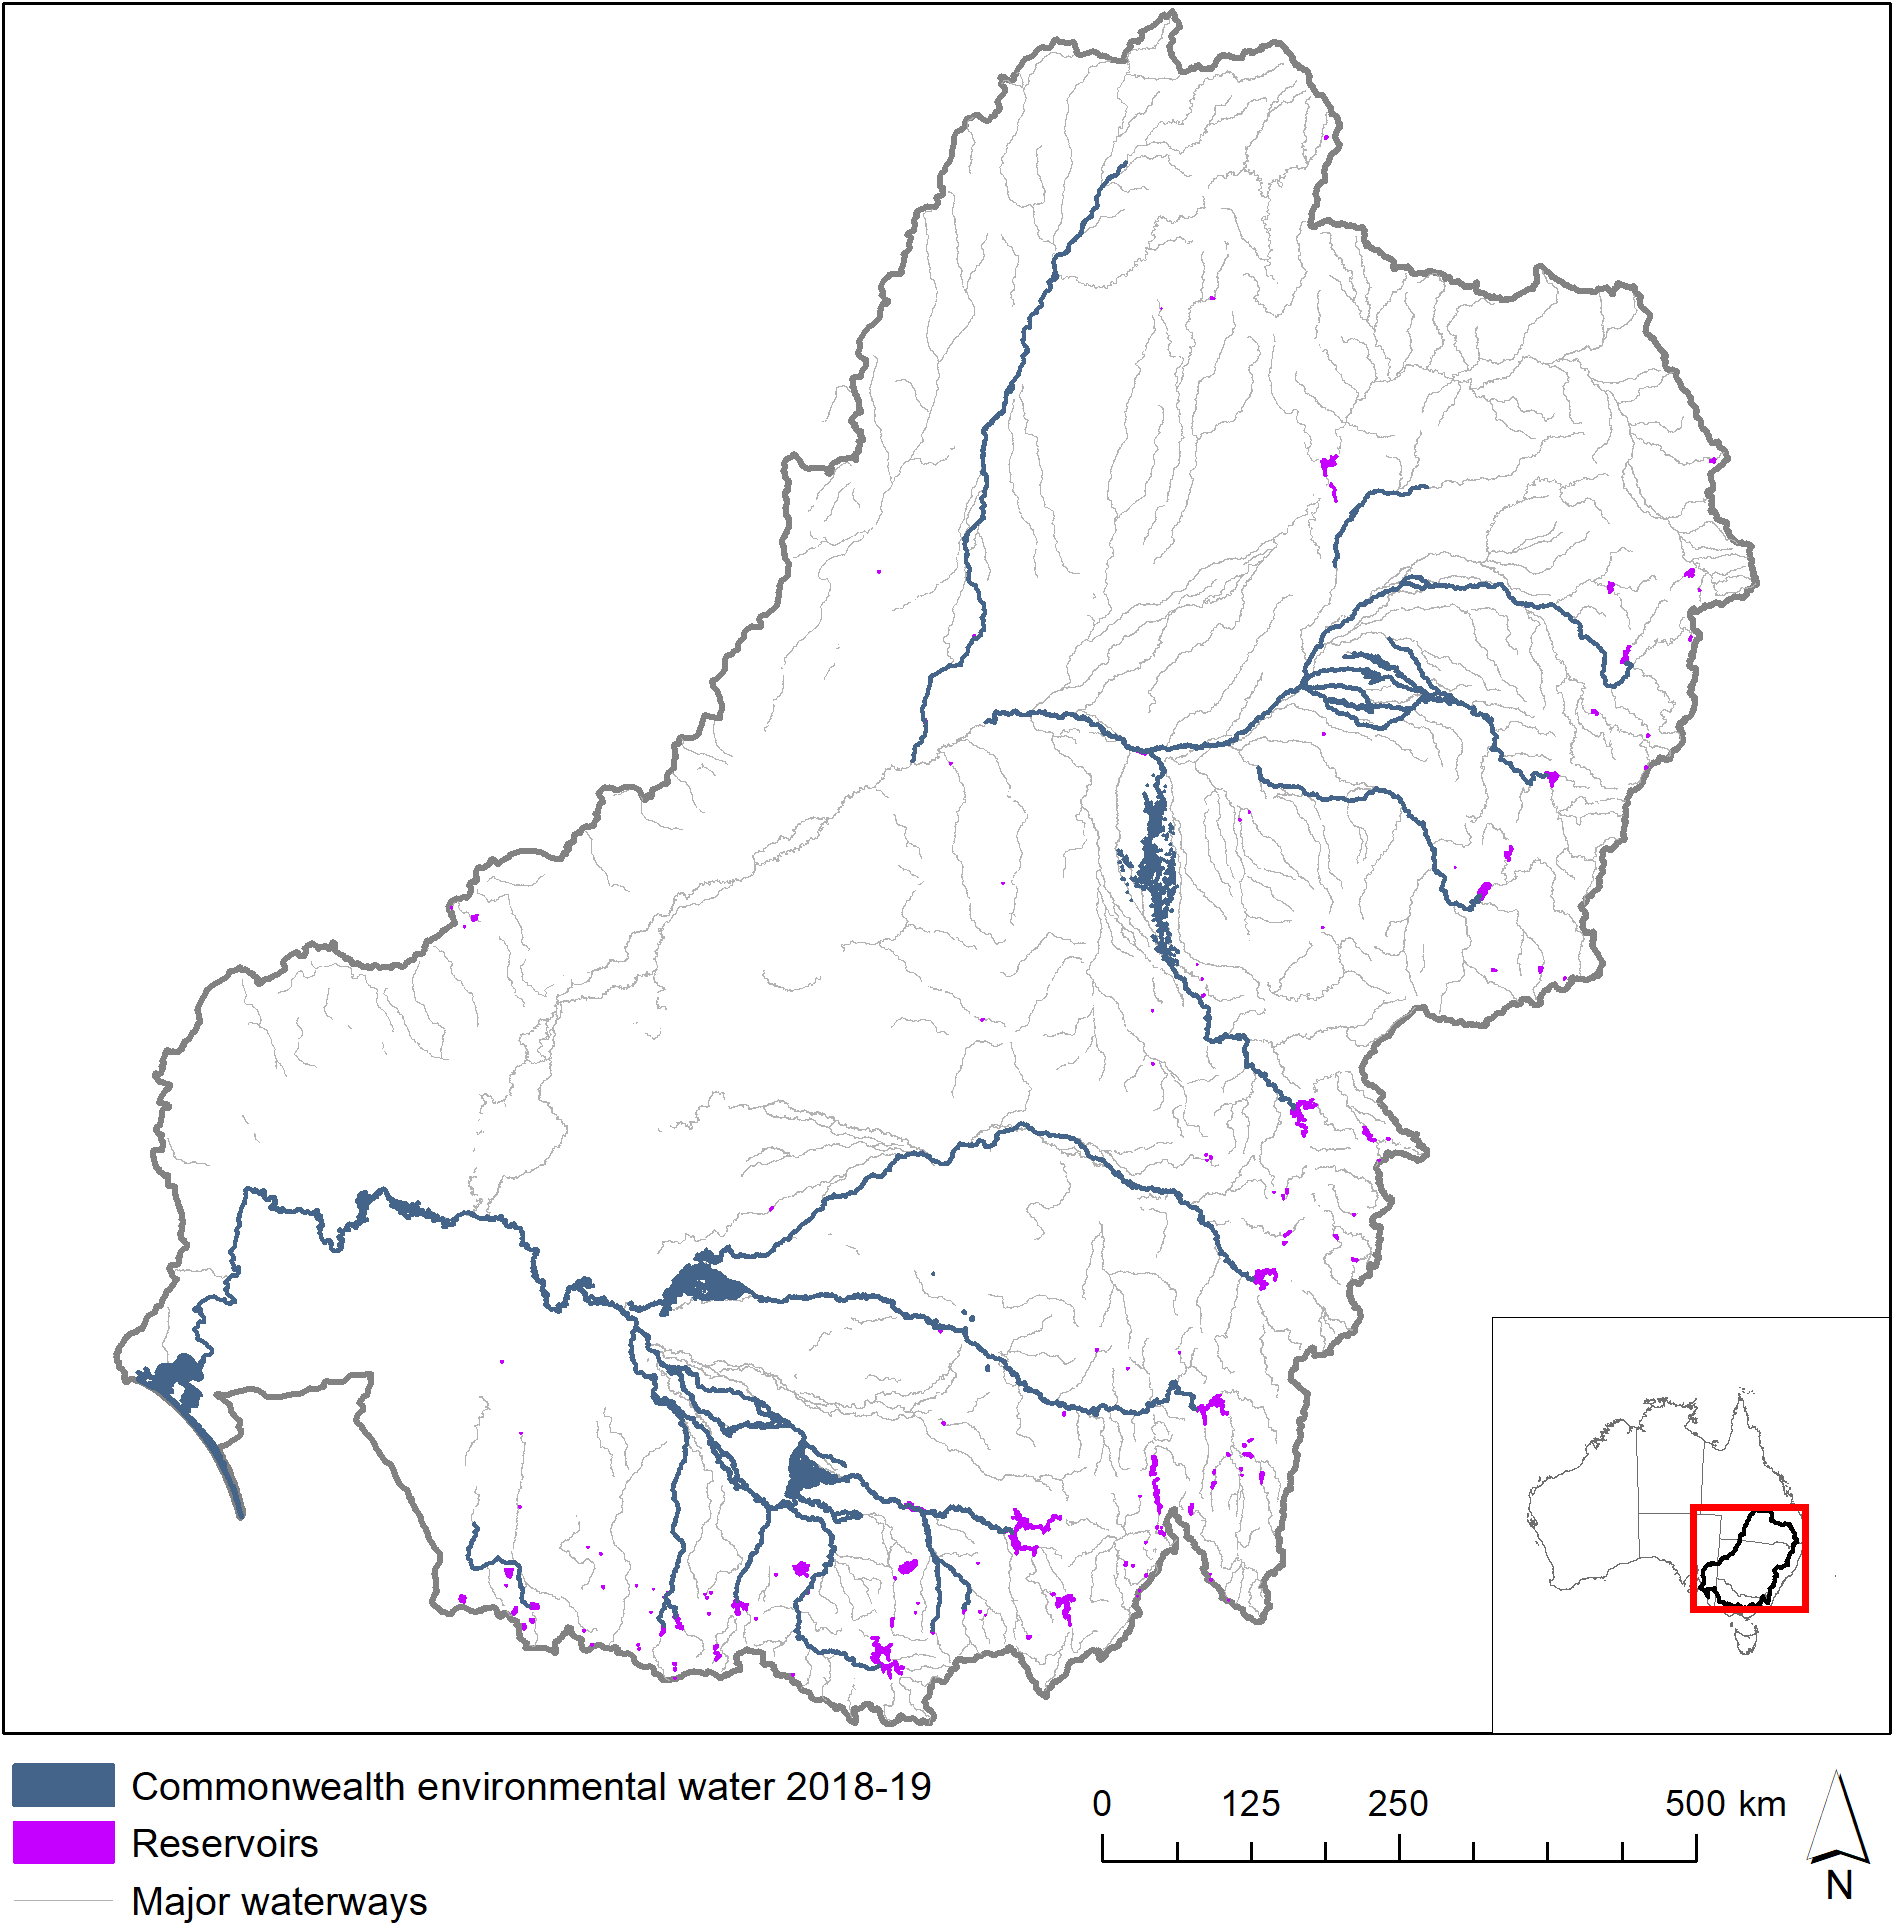 Commonwealth environmental water 2018-19
Reservoirs
Major waterways
0 125 250 500 km
N